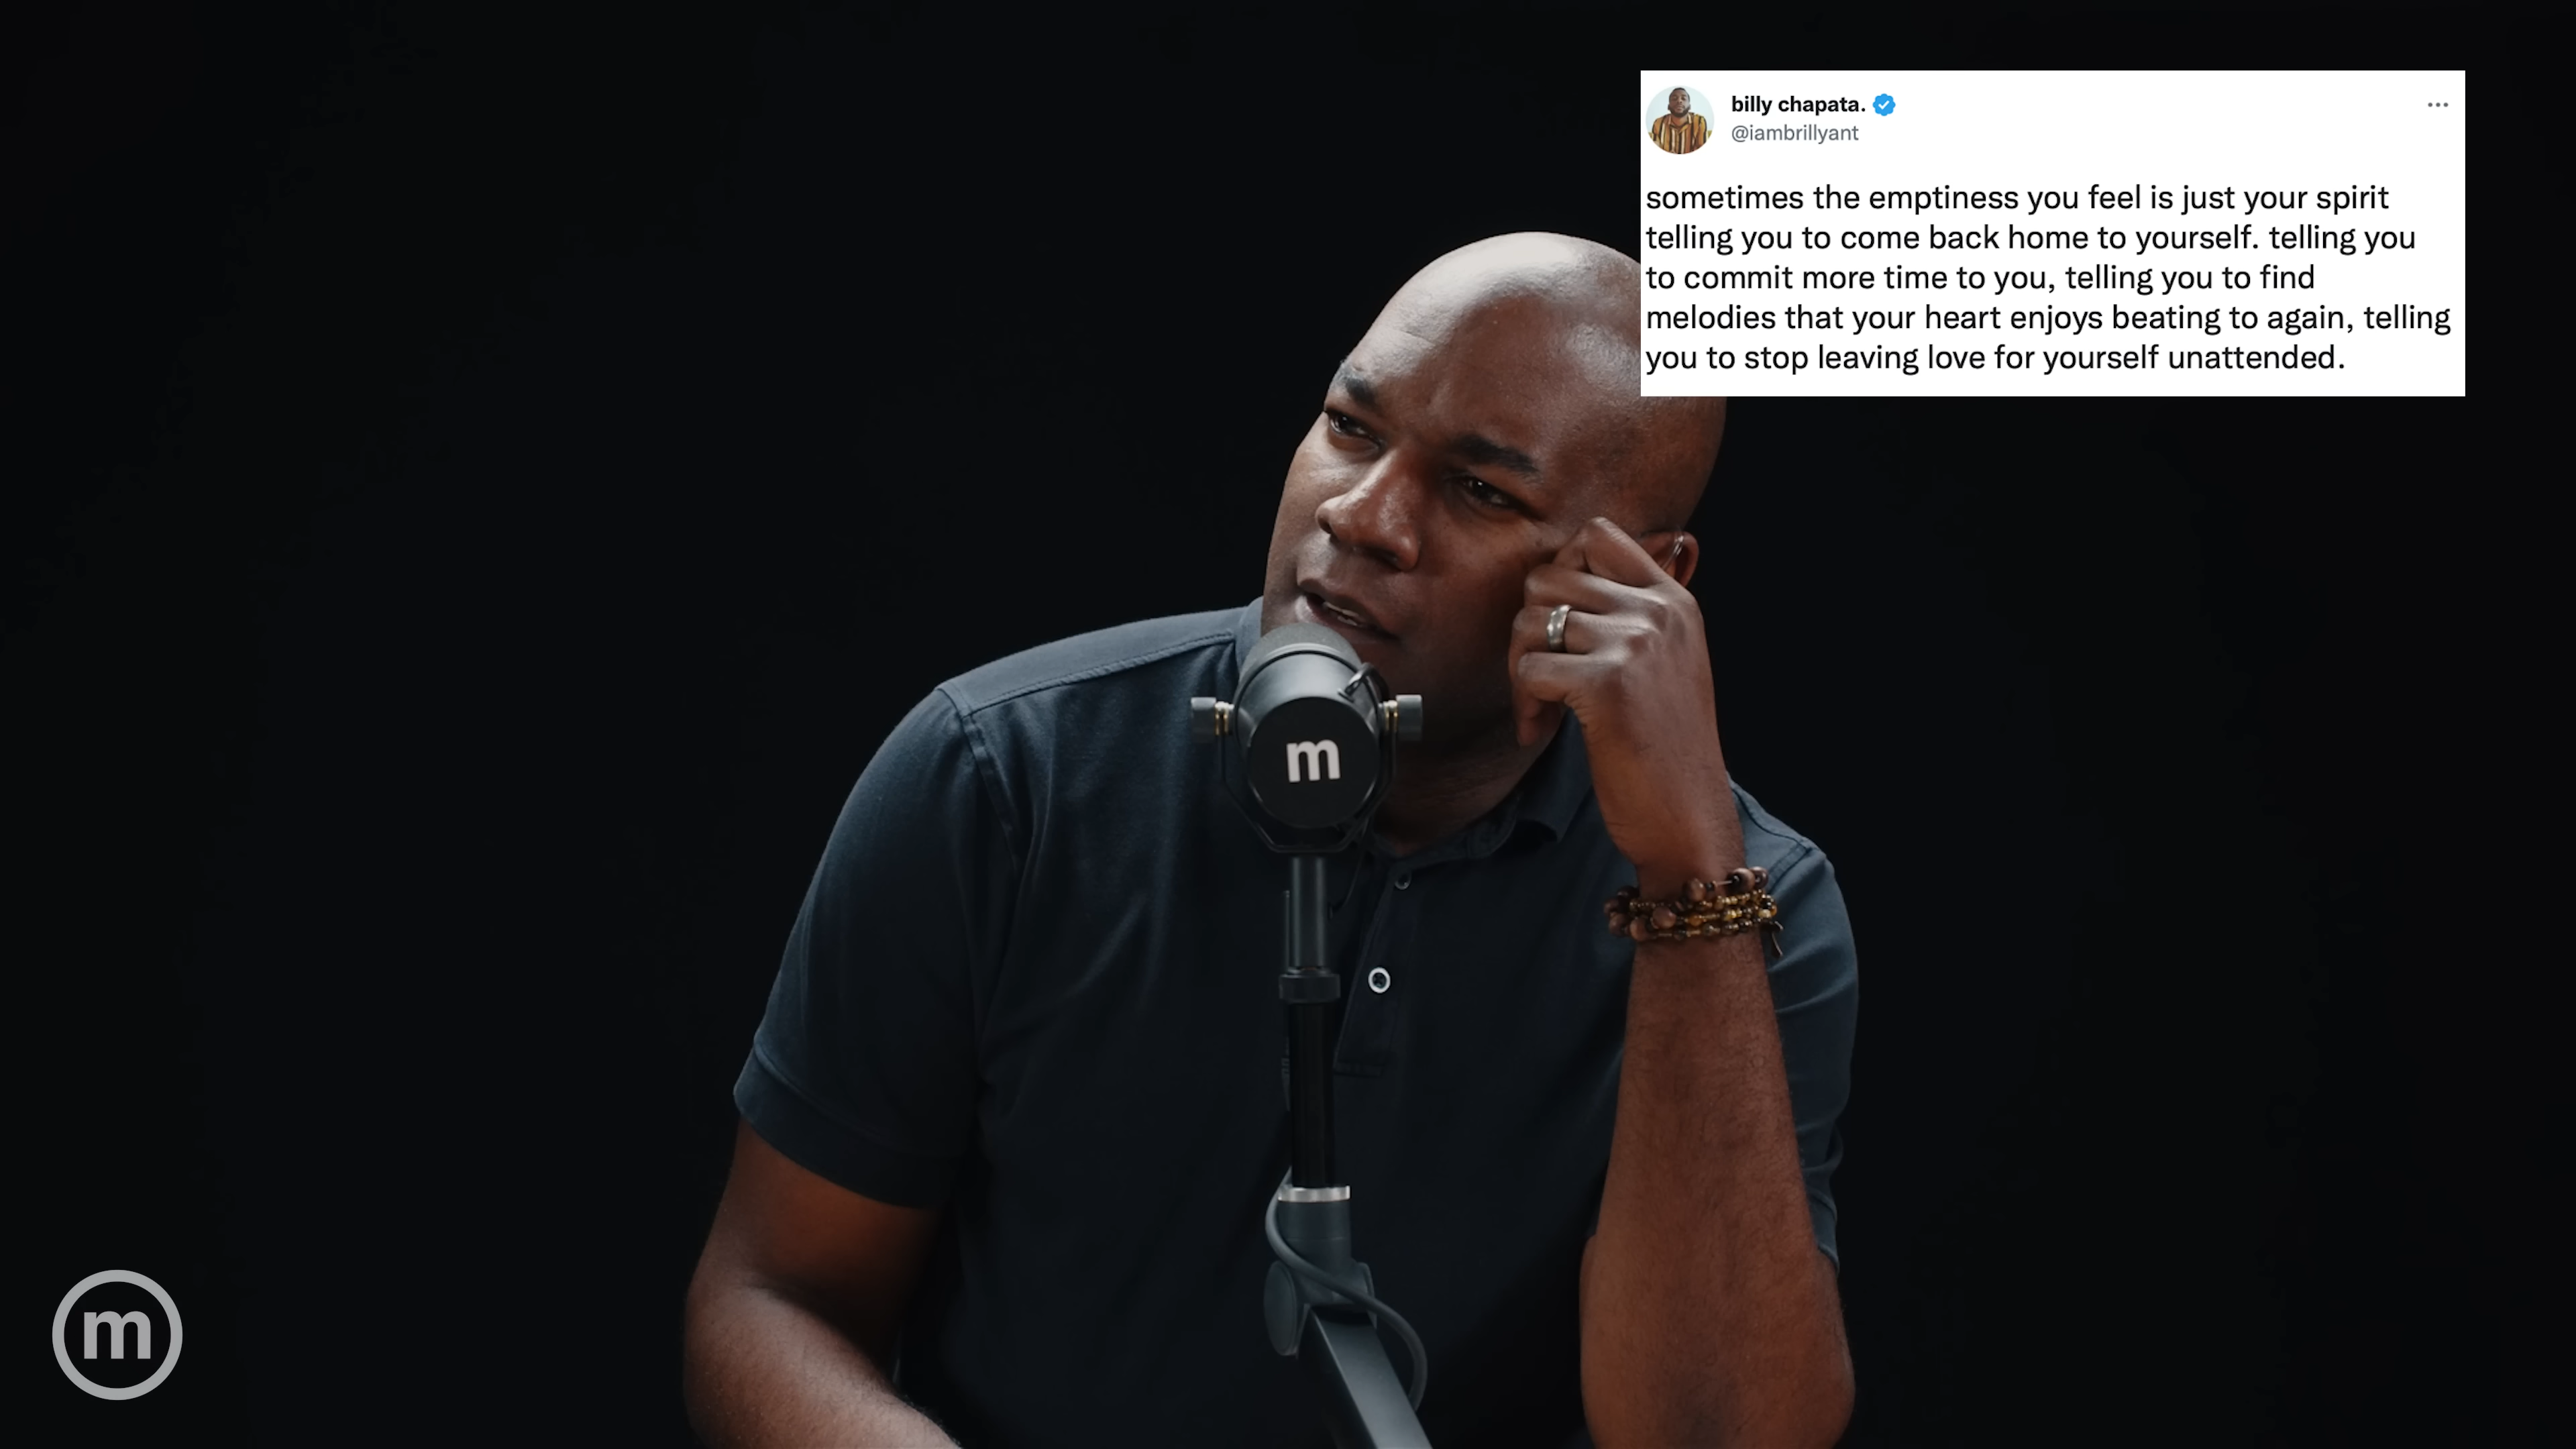 billy chapata.
@iambrillyant
sometimes the emptiness you feel is just your spirit
telling you to come back home to yourself. telling you
to commit more time to you, telling you to find
melodies that your heart enjoys beating to again, telling
you to stop leaving love for yourself unattended.
m
m